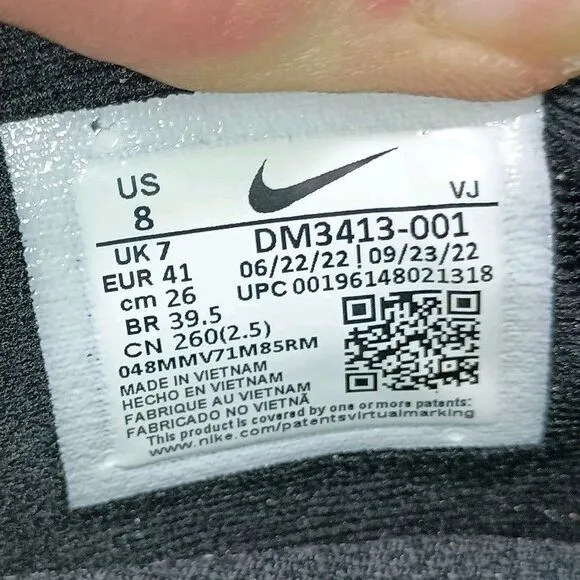 US
8
VJ
UK 7
EUR 41
cm 26
BR 39.5
CN 260(2.5)
DM3413-001
06/22/22 | 09/23/22
UPC 00196148021318
048MMV71M85RM
MADE IN VIETNAM
HECHO EN VIETNAM
FABRIQUE AU VIETNAM
FABRICADO NO VIETNÃ
This product is covered by one or more patents:
www.nike.com/patentsvirtualmarking